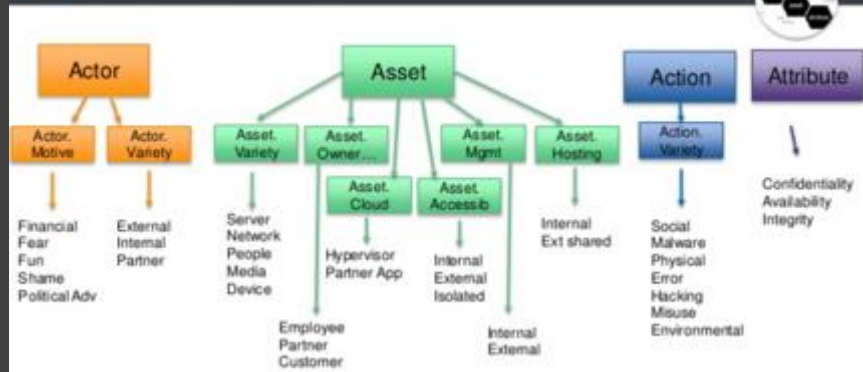 Actor
Asset
Action
Attribute
Actor.
Motive
Actor.
Variety
Asset.
Variety
Asset.
Owner....
Asset.
Mgmt
Asset.
Hosting
Action.
Variety
Asset.
Cloud
Asset.
Accessib
Financial
Fear
Fun
Shame
Political Adv
External
Internal
Partner
Server
Network
People
Media
Device
Employee
Partner
Customer
Hypervisor
Partner App
Internal
External
Isolated
Internal
External
Internal
Ext shared
Social
Malware
Physical
Error
Hacking
Misuse
Environmental
Confidentiality
Availability
Integrity